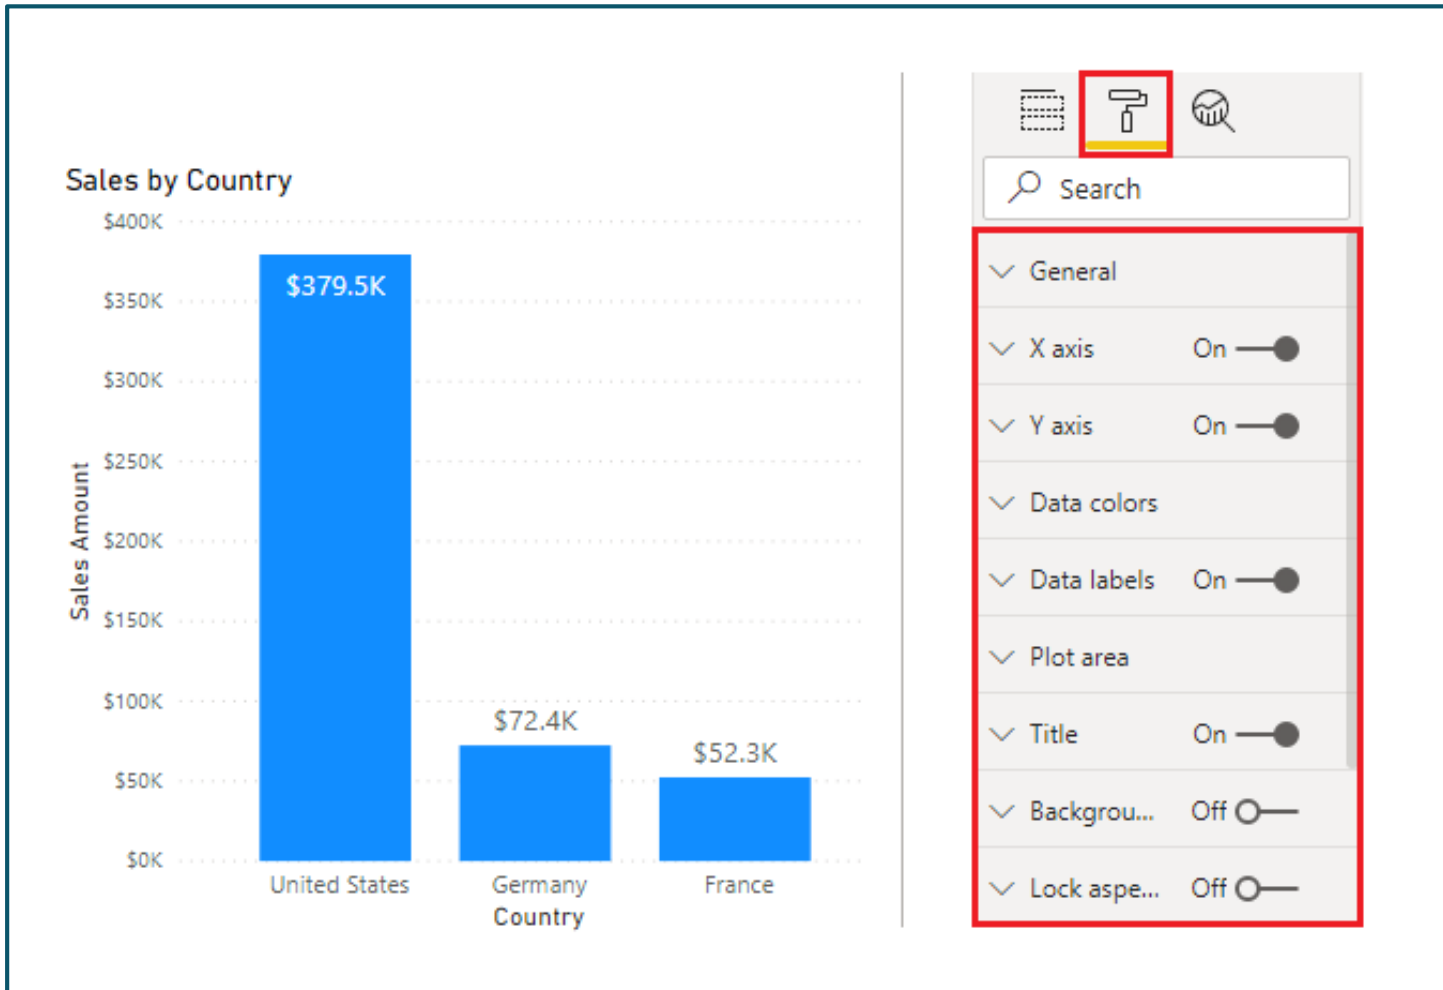 Sales by Country
$400K
$350K
$300K
$250K
$200K
$150K
$100K
$50K
$0K
Sales Amount
$379.5K
$72.4K
$52.3K
United States
Germany
France
Country
Search
General
X axis On
Y axis On
Data colors
Data labels On
Plot area
Title On
Backgrou... Off
Lock aspe... Off